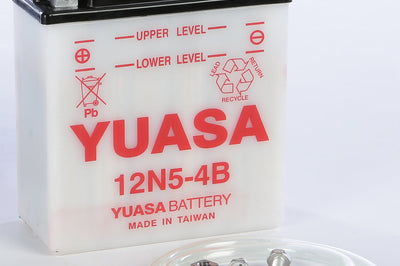 UPPER LEVEL
LOWER LEVEL
LEAD
RETURN
RECYCLE
Pb
YUASA
12N5-4B
YUASA BATTERY
MADE IN TAIWAN